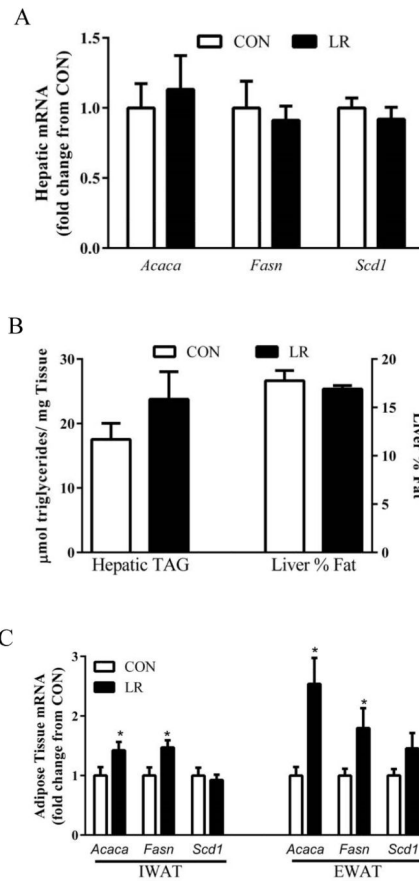 A
CON LR
Hepatic mRNA
(fold change from CON)
1.5
1.0
0.5
0.0
Acaca Fasn Scd1
B
CON LR
μmol triglycerides/ mg Tissue
30
20
10
0
20
15
10
5
0
Liver % Fat
Hepatic TAG Liver % Fat
C
CON
LR
Adipose Tissue mRNA
(fold change from CON)
3
2
1
0
* * * *
Acaca Fasn Scd1 Acaca Fasn Scd1
IWAT EWAT